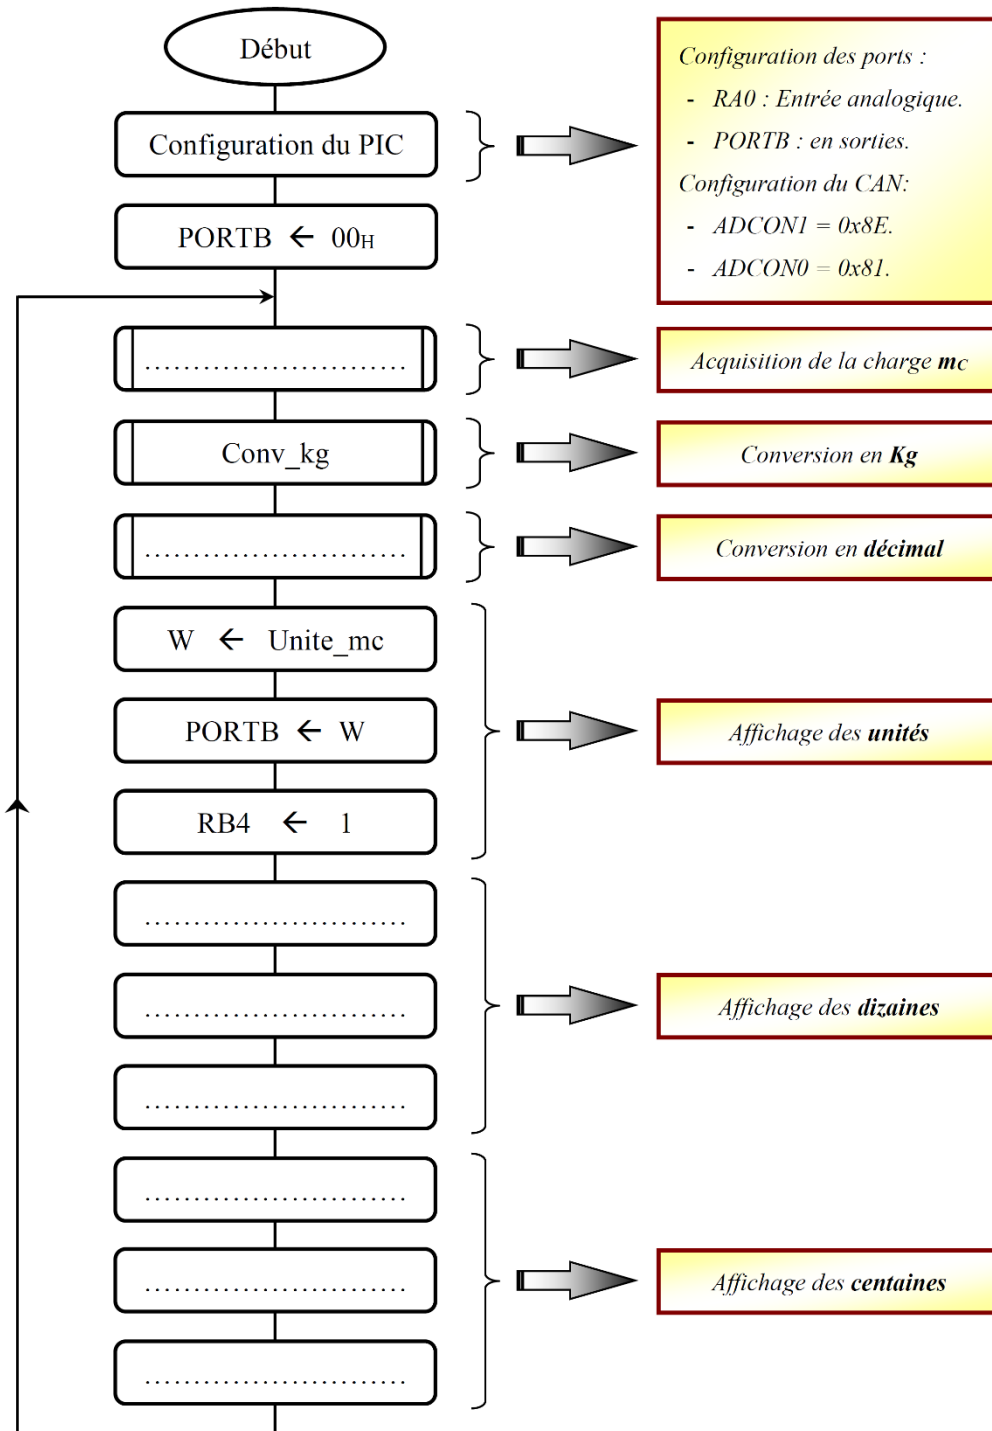 Début
Configuration du PIC
PORTB ← 00H
..............................
Conv_kg
..............................
W ← Unite_mc
PORTB ← W
RB4 ← 1
..............................
..............................
..............................
..............................
..............................
..............................
Configuration des ports :
- RA0 : Entrée analogique.
- PORTB : en sorties.
Configuration du CAN:
- ADCON1 = 0x8E.
- ADCON0 = 0x81.
Acquisition de la charge mC
Conversion en Kg
Conversion en décimal
Affichage des unités
Affichage des dizaines
Affichage des centaines